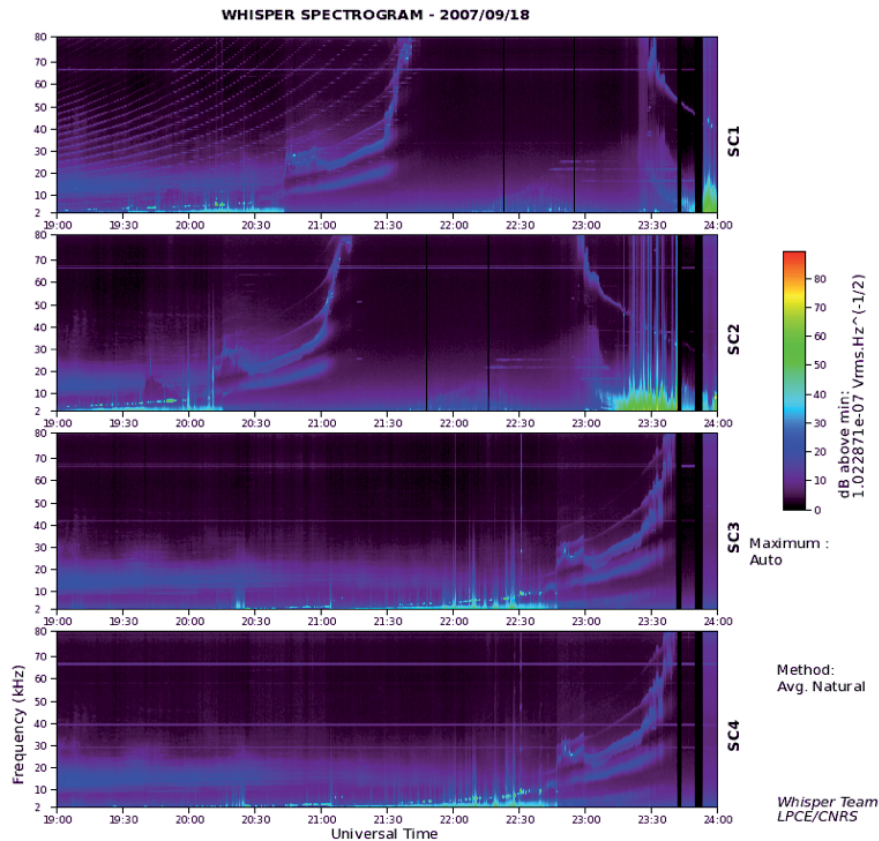 WHISPER SPECTROGRAM - 2007/09/18
80
70
60
50
40
30
20
10
2
19:00 19:30 20:00 20:30 21:00 21:30 22:00 22:30 23:00 23:30 24:00
SC1
80
70
60
50
40
30
20
10
2
19:00 19:30 20:00 20:30 21:00 21:30 22:00 22:30 23:00 23:30 24:00
SC2
80
70
60
50
40
30
20
10
2
19:00 19:30 20:00 20:30 21:00 21:30 22:00 22:30 23:00 23:30 24:00
SC3
80
70
60
50
40
30
20
10
2
19:00 19:30 20:00 20:30 21:00 21:30 22:00 22:30 23:00 23:30 24:00
SC4
Frequency (kHz)
Universal Time
80
70
60
50
40
30
20
10
0
dB above min:
1.022871e-07 Vrms.Hz^(-1/2)
Maximum :
Auto
Method:
Avg. Natural
Whisper Team
LPCE/CNRS